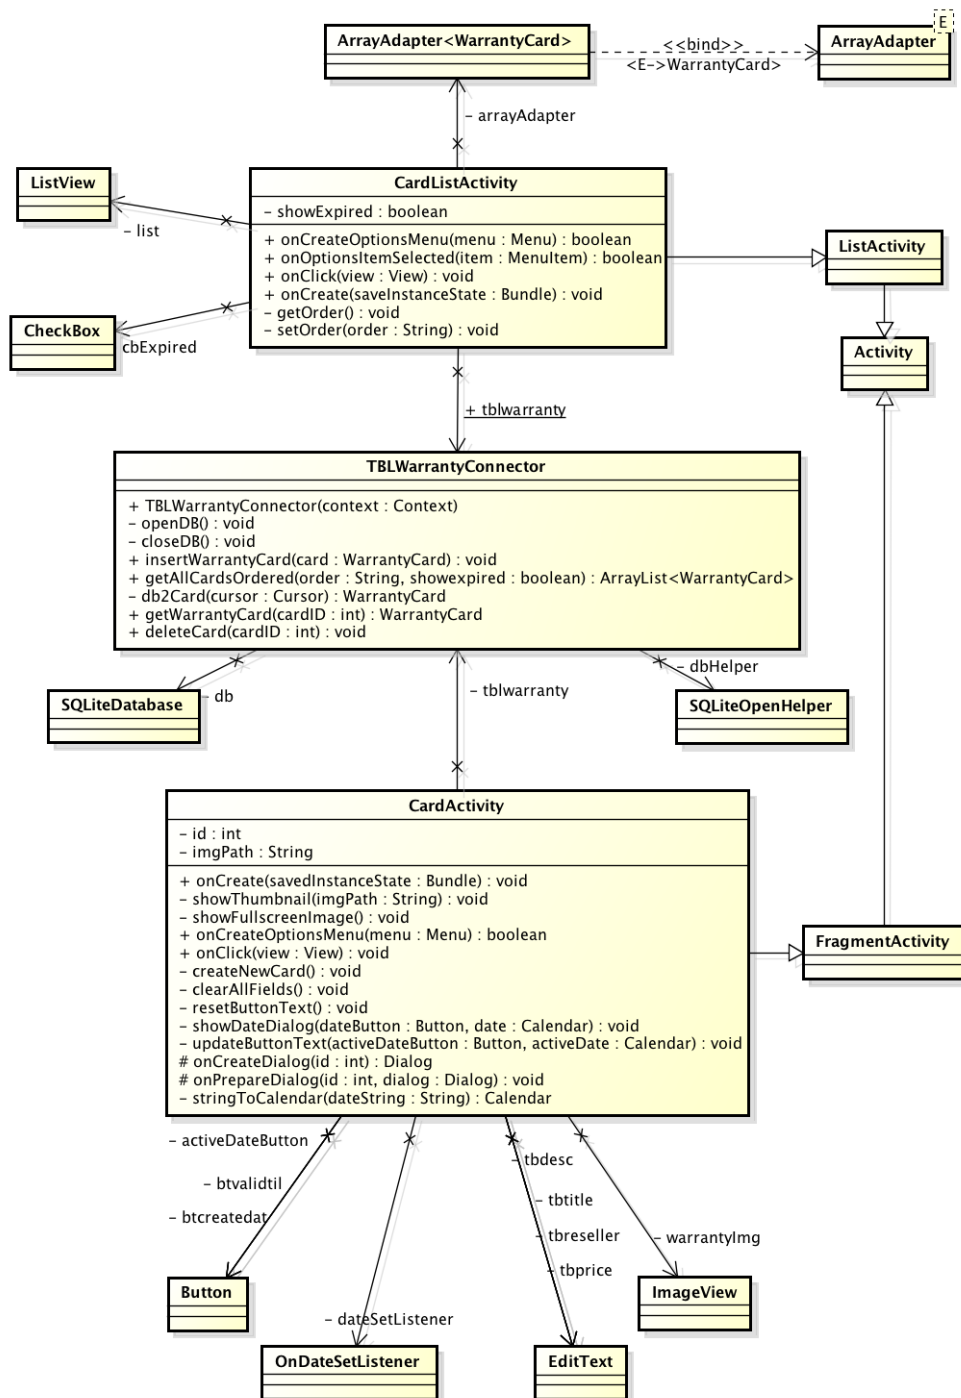 E
ArrayAdapter<WarrantyCard>
<<bind>>
<E->WarrantyCard>
ArrayAdapter
- arrayAdapter
ListView
- list
CardListActivity
- showExpired : boolean
+ onCreateOptionsMenu(menu : Menu) : boolean
+ onOptionsItemSelected(item : MenuItem) : boolean
+ onClick(view : View) : void
+ onCreate(saveInstanceState : Bundle) : void
- getOrder() : void
- setOrder(order : String) : void
ListActivity
CheckBox
cbExpired
Activity
+ tblwarranty
TBLWarrantyConnector
+ TBLWarrantyConnector(context : Context)
- openDB() : void
- closeDB() : void
+ insertWarrantyCard(card : WarrantyCard) : void
+ getAllCardsOrdered(order : String, showexpired : boolean) : ArrayList<WarrantyCard>
- db2Card(cursor : Cursor) : WarrantyCard
+ getWarrantyCard(cardID : int) : WarrantyCard
+ deleteCard(cardID : int) : void
- dbHelper
- db
- tblwarranty
SQLiteDatabase
SQLiteOpenHelper
CardActivity
- id : int
- imgPath : String
+ onCreate(savedInstanceState : Bundle) : void
- showThumbnail(imgPath : String) : void
- showFullscreenImage() : void
+ onCreateOptionsMenu(menu : Menu) : boolean
+ onClick(view : View) : void
- createNewCard() : void
- clearAllFields() : void
- resetButtonText() : void
- showDateDialog(dateButton : Button, date : Calendar) : void
- updateButtonText(activeDateButton : Button, activeDate : Calendar) : void
# onCreateDialog(id : int) : Dialog
# onPrepareDialog(id : int, dialog : Dialog) : void
- stringToCalendar(dateString : String) : Calendar
FragmentActivity
- activeDateButton
- btvalidtil
- btcreatedat
- tbdesc
- tbtitle
- tbreseller
- tbprice
- warrantyImg
Button
- dateSetListener
ImageView
OnDateSetListener
EditText